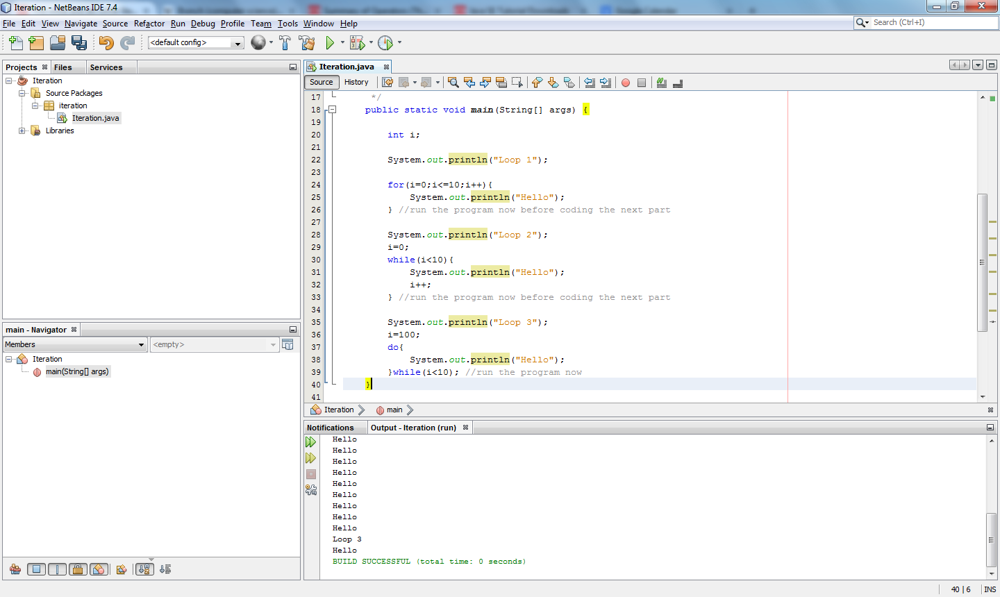 Iteration - NetBeans IDE 7.4
File Edit View Navigate Source Refactor Run Debug Profile Team Tools Window Help
Search (Ctrl+I)
<default config>
Projects Files Services
Iteration
Source Packages
iteration
Iteration.java
Libraries
main - Navigator
Members
<empty>
Iteration
main(String[] args)
Iteration.java
Source History
17 */
18 public static void main(String[] args) {
19
20 int i;
21
22 System.out.println("Loop 1");
23
24 for(i=0;i<=10;i++){
25 System.out.println("Hello");
26 } //run the program now before coding the next part
27
28 System.out.println("Loop 2");
29 i=0;
30 while(i<10){
31 System.out.println("Hello");
32 i++;
33 } //run the program now before coding the next part
34
35 System.out.println("Loop 3");
36 i=100;
37 do{
38 System.out.println("Hello");
39 }while(i<10); //run the program now
40 }
41
Iteration main
Notifications Output - Iteration (run)
Hello
Hello
Hello
Hello
Hello
Hello
Hello
Hello
Hello
Loop 3
Hello
BUILD SUCCESSFUL (total time: 0 seconds)
40 | 6 INS